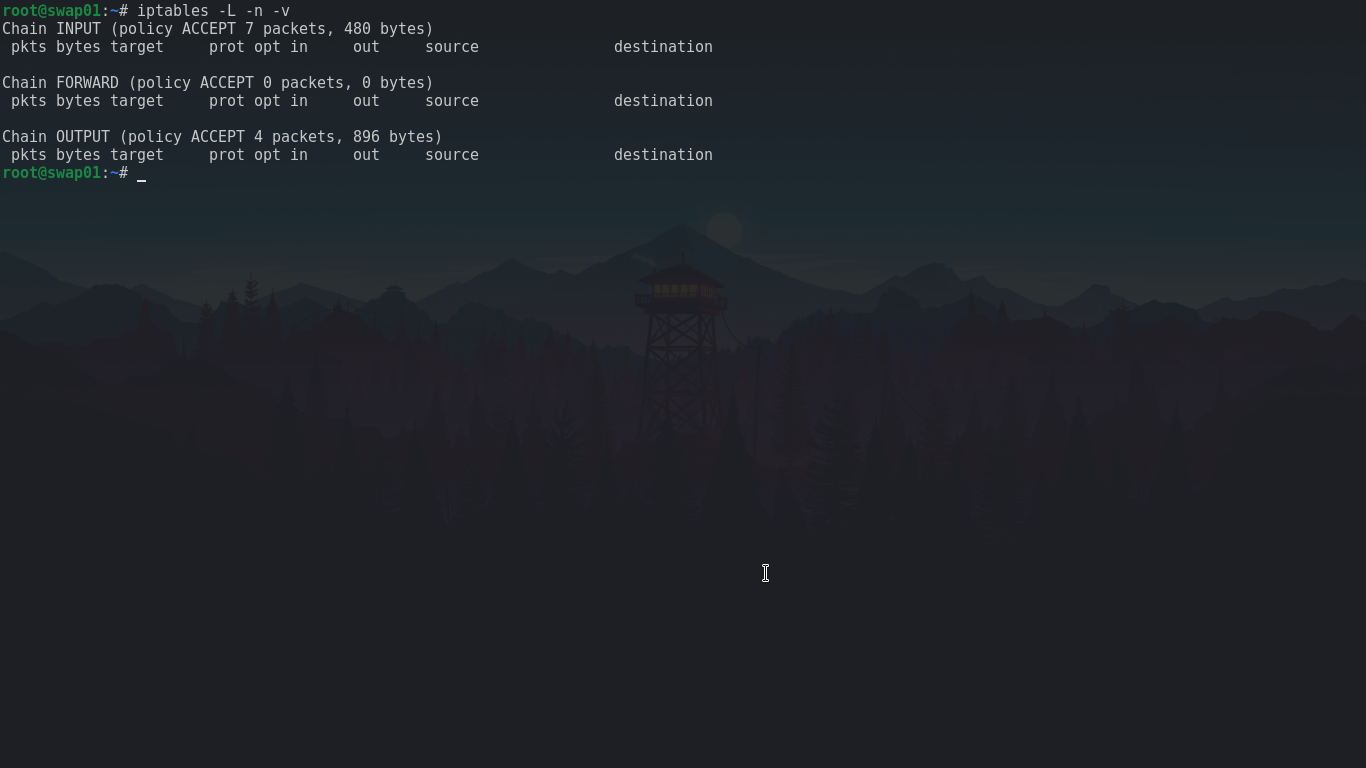 root@swap01:~# iptables -L -n -v
Chain INPUT (policy ACCEPT 7 packets, 480 bytes)
 pkts bytes target     prot opt in     out     source               destination

Chain FORWARD (policy ACCEPT 0 packets, 0 bytes)
 pkts bytes target     prot opt in     out     source               destination

Chain OUTPUT (policy ACCEPT 4 packets, 896 bytes)
 pkts bytes target     prot opt in     out     source               destination
root@swap01:~# _